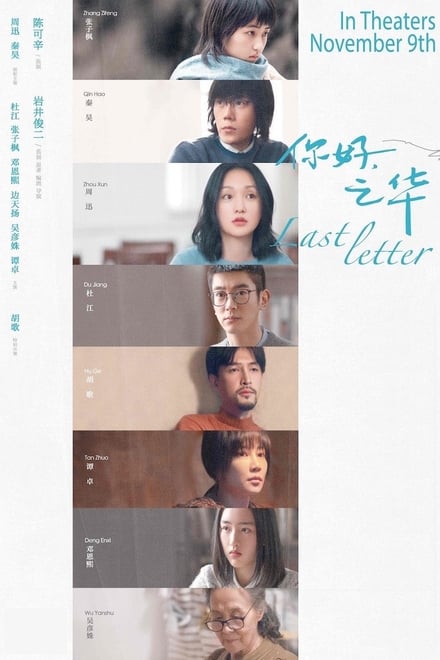 In Theaters
November 9th
陈可辛
周迅 秦昊
岩井俊二
杜江 张子枫 邓恩熙 边天扬 吴彦姝 谭卓
胡歌
Zhang Zifeng
张子枫
Qin Hao
秦昊
Zhou Xun
周迅
Du Jiang
杜江
Hu Ge
胡歌
Tan Zhuo
谭卓
Deng Enxi
邓恩熙
Wu Yanshu
吴彦姝
你好,
之华
Last
letter